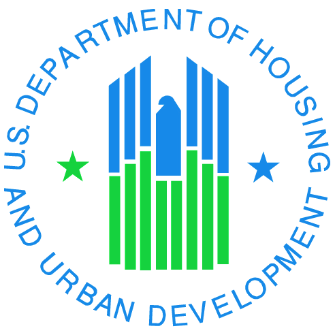 U.S. DEPARTMENT OF HOUSING
AND URBAN DEVELOPMENT